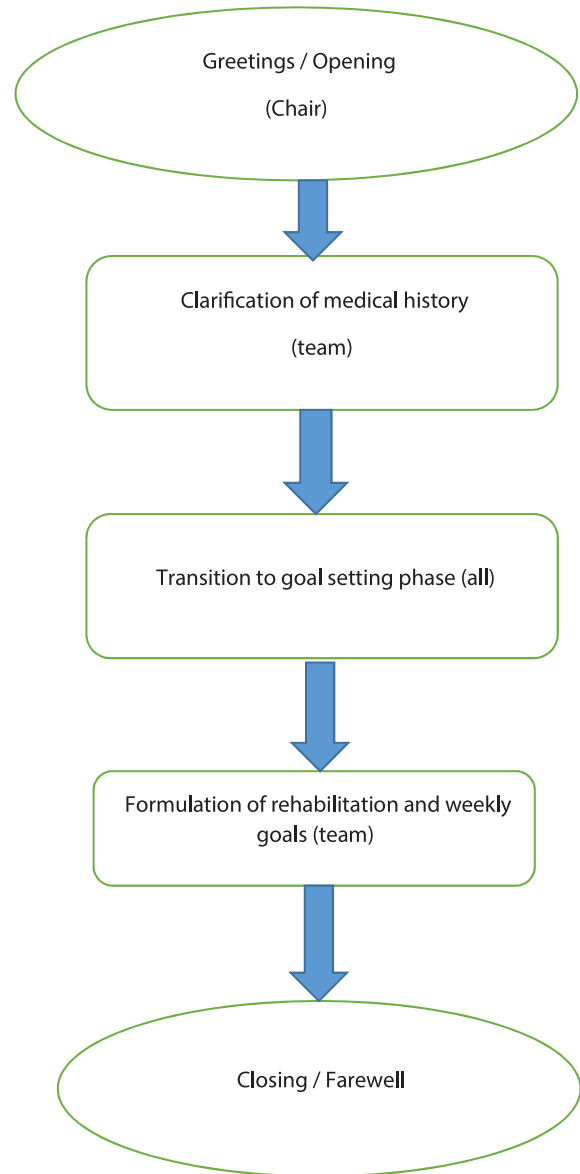 Greetings / Opening
(Chair)
Clarification of medical history
(team)
Transition to goal setting phase (all)
Formulation of rehabilitation and weekly
goals (team)
Closing / Farewell